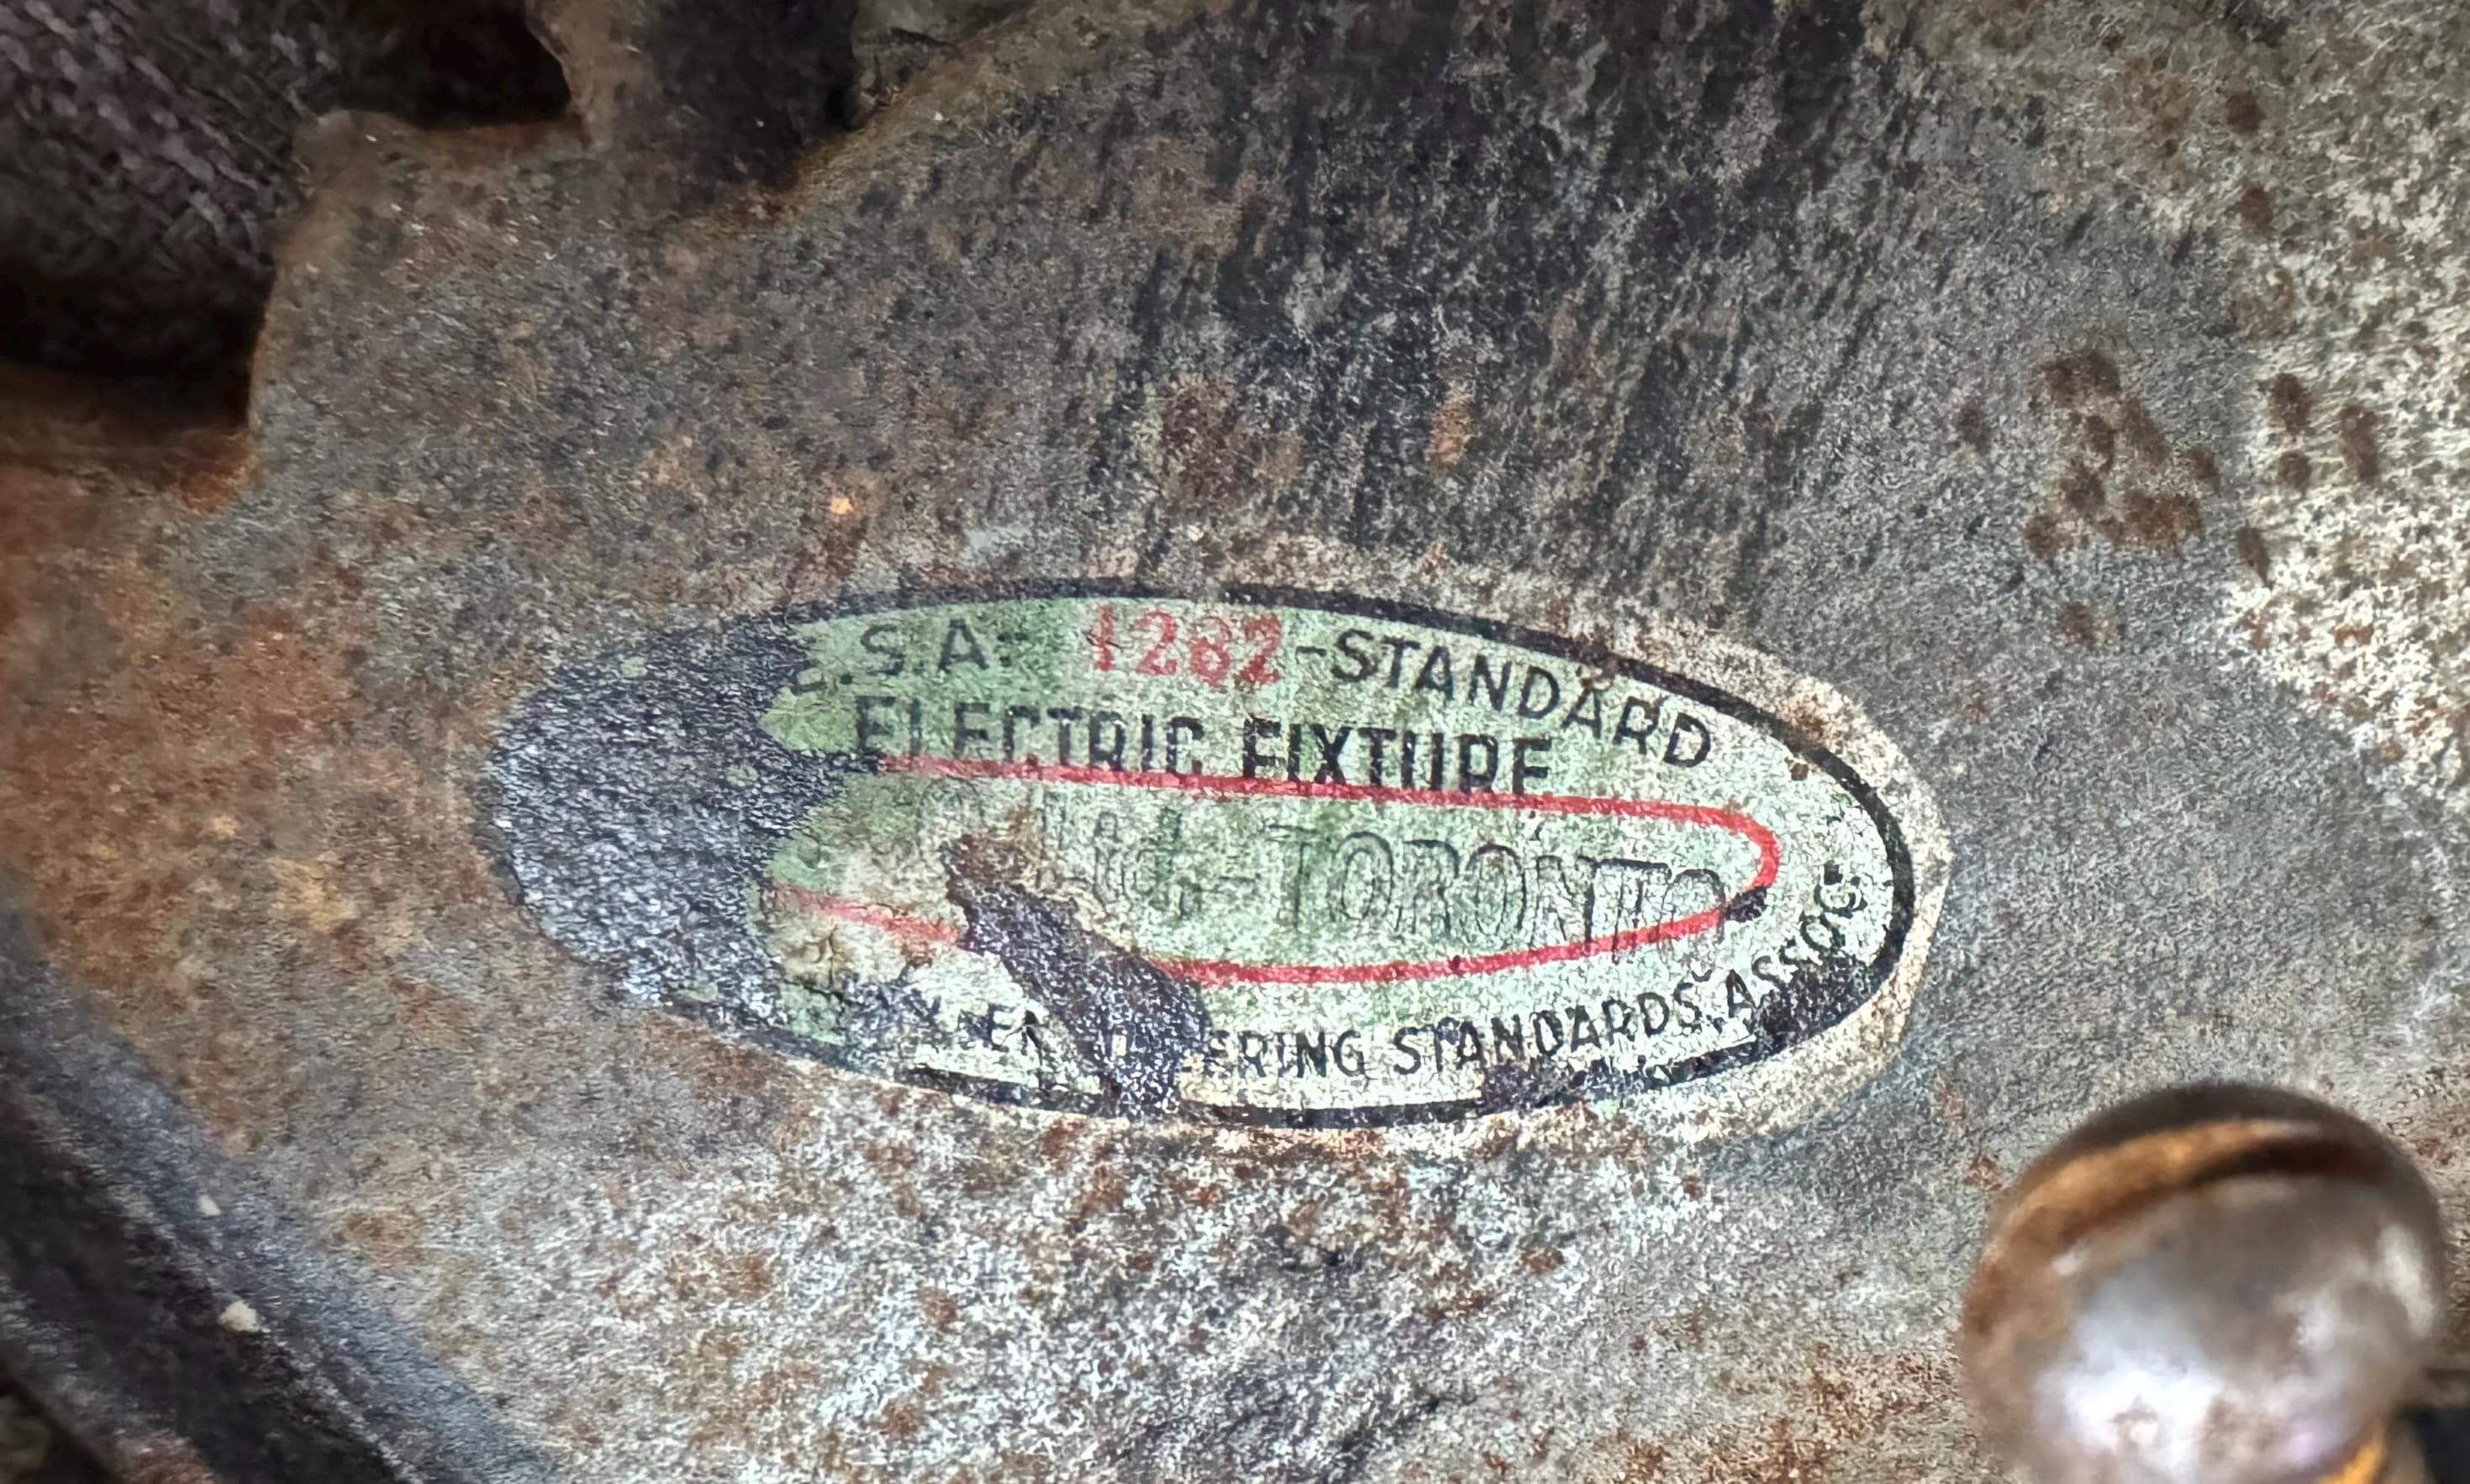 .S.A.- 1282 -STANDARD
ELECTRIC FIXTURE
Ltd.-TORONTO
ERING STANDARDS ASSOC.